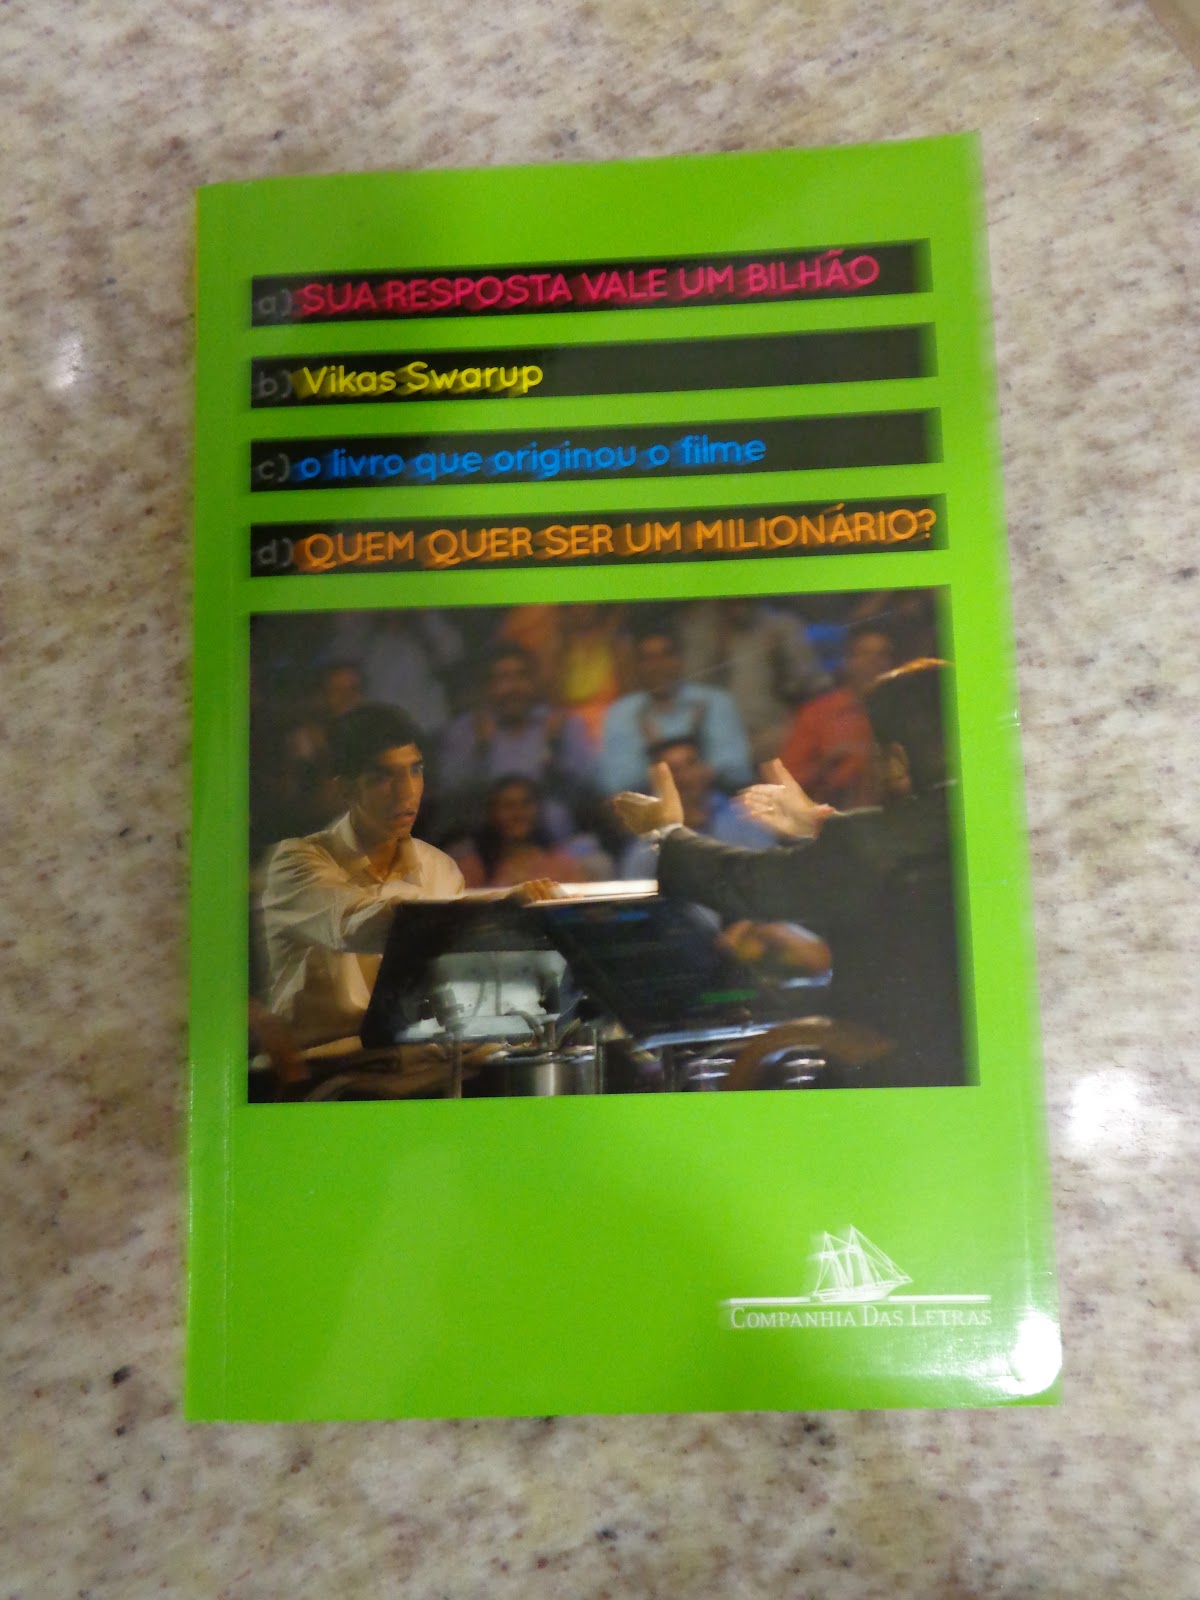 a) SUA RESPOSTA VALE UM BILHÃO
b) Vikas Swarup
c) o livro que originou o filme
d) QUEM QUER SER UM MILIONÁRIO?
COMPANHIA DAS LETRAS